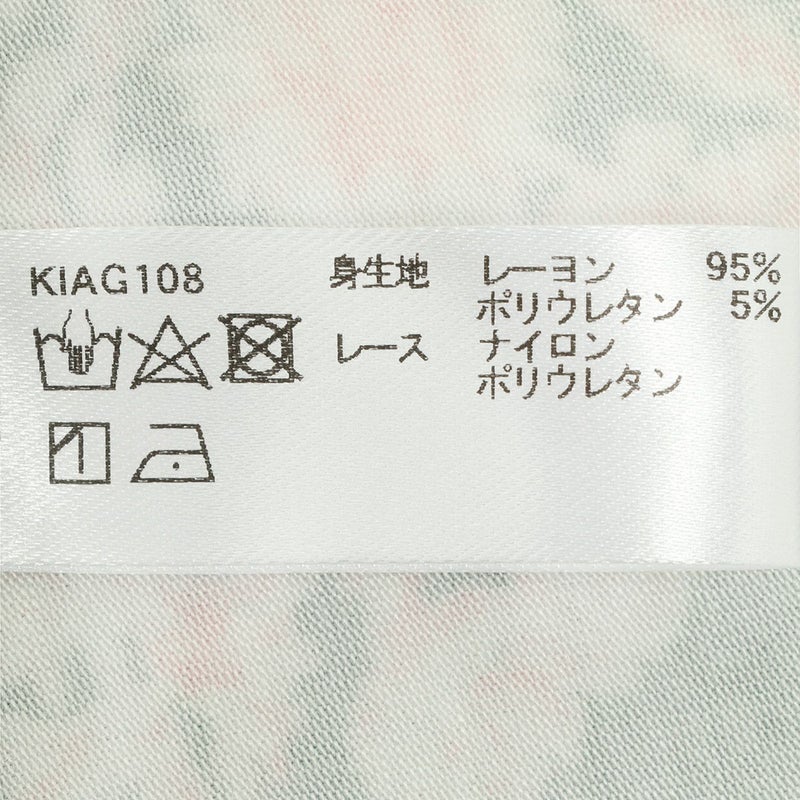 KIAG108
身生地 レーヨン 95%
ポリウレタン 5%
レース ナイロン
ポリウレタン